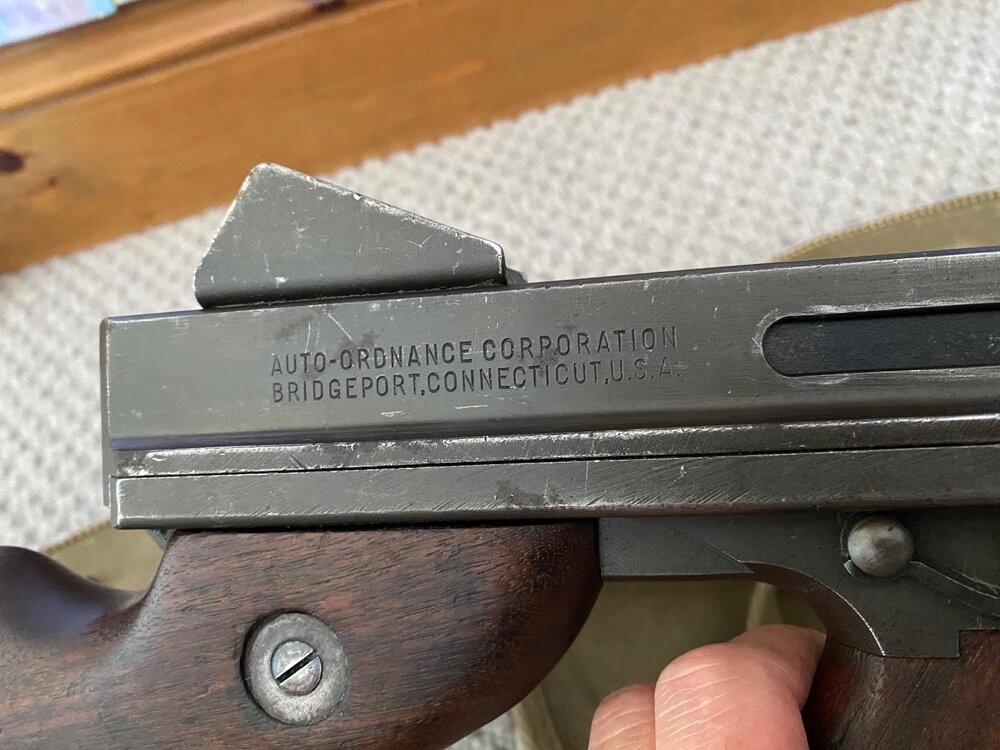 AUTO-ORDNANCE CORPORATION
BRIDGEPORT,CONNECTICUT,U.S.A.